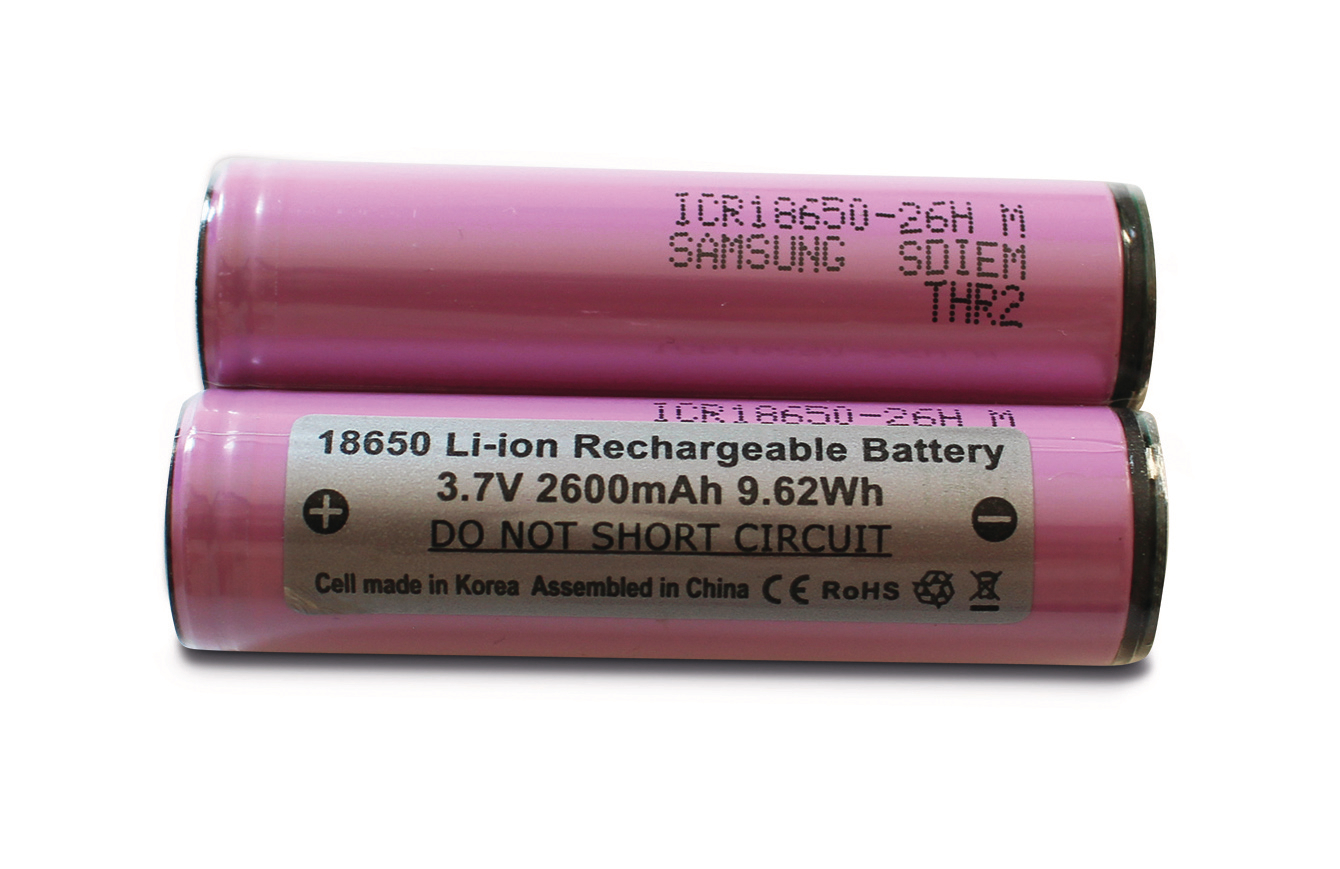 ICR18650-26H M
SAMSUNG SDIEM
THR2
ICR18650-26H M
18650 Li-ion Rechargeable Battery
3.7V 2600mAh 9.62Wh
DO NOT SHORT CIRCUIT
Cell made in Korea Assembled in China CE RoHS